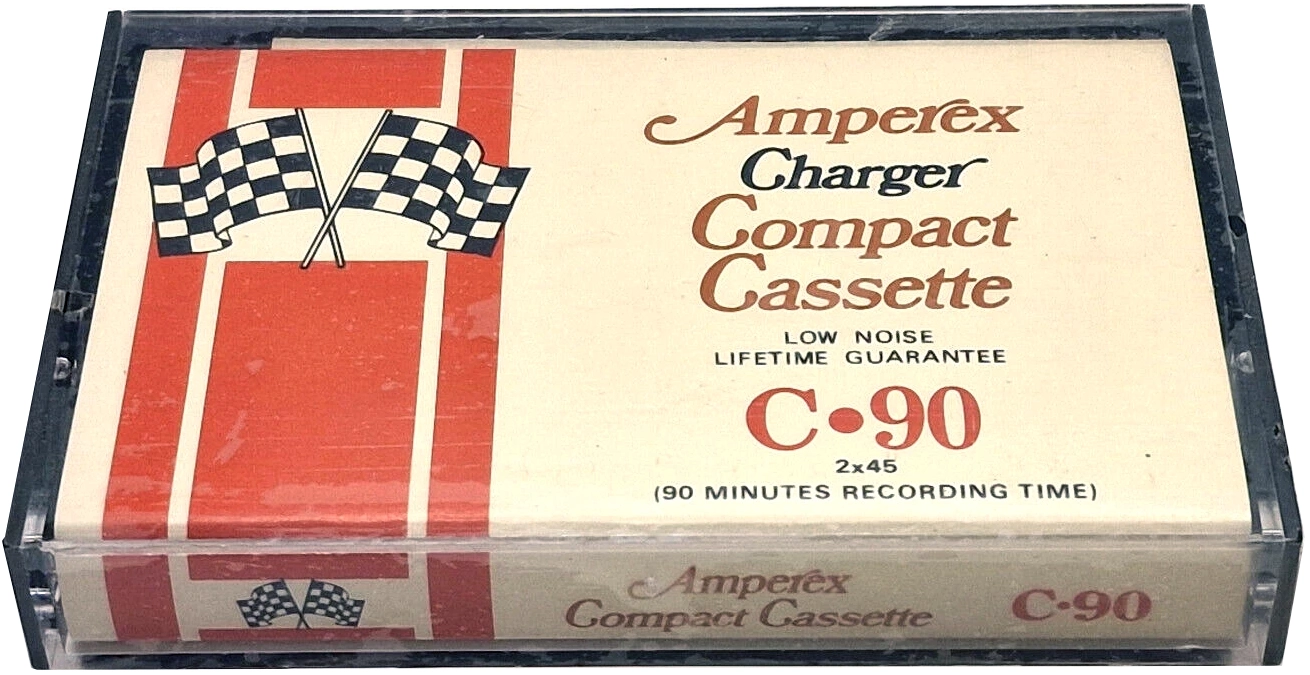 Amperex
Charger
Compact
Cassette
LOW NOISE
LIFETIME GUARANTEE
C•90
2x45
(90 MINUTES RECORDING TIME)
Amperex
Compact Cassette
C•90